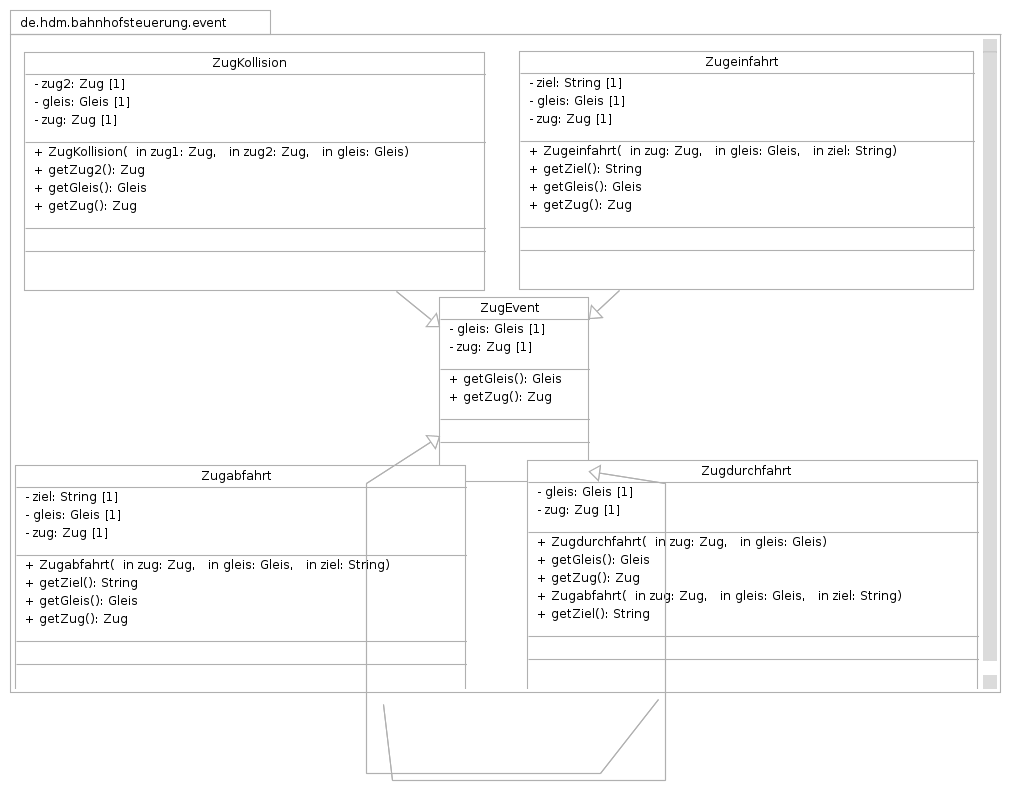 de.hdm.bahnhofsteuerung.event
ZugKollision
- zug2: Zug [1]
- gleis: Gleis [1]
- zug: Zug [1]
+ ZugKollision( in zug1: Zug, in zug2: Zug, in gleis: Gleis)
+ getZug2(): Zug
+ getGleis(): Gleis
+ getZug(): Zug
Zugeinfahrt
- ziel: String [1]
- gleis: Gleis [1]
- zug: Zug [1]
+ Zugeinfahrt( in zug: Zug, in gleis: Gleis, in ziel: String)
+ getZiel(): String
+ getGleis(): Gleis
+ getZug(): Zug
ZugEvent
- gleis: Gleis [1]
- zug: Zug [1]
+ getGleis(): Gleis
+ getZug(): Zug
Zugabfahrt
- ziel: String [1]
- gleis: Gleis [1]
- zug: Zug [1]
+ Zugabfahrt( in zug: Zug, in gleis: Gleis, in ziel: String)
+ getZiel(): String
+ getGleis(): Gleis
+ getZug(): Zug
Zugdurchfahrt
- gleis: Gleis [1]
- zug: Zug [1]
+ Zugdurchfahrt( in zug: Zug, in gleis: Gleis)
+ getGleis(): Gleis
+ getZug(): Zug
+ Zugabfahrt( in zug: Zug, in gleis: Gleis, in ziel: String)
+ getZiel(): String